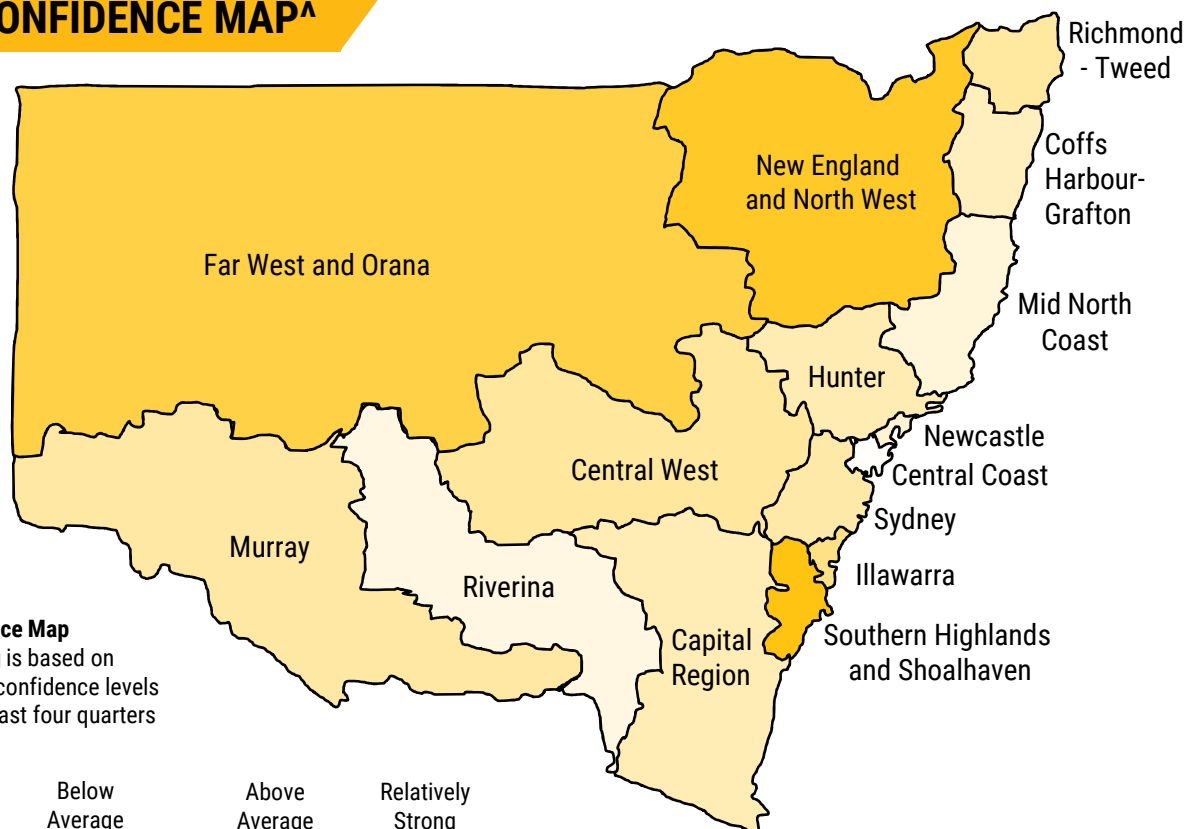 ONFIDENCE MAP^
Richmond
- Tweed
Coffs
Harbour-
Grafton
New England
and North West
Far West and Orana
Mid North
Coast
Hunter
Newcastle
Central West
Central Coast
Sydney
Murray
Illawarra
Riverina
Capital
Region
Southern Highlands
and Shoalhaven
ce Map
is based on
confidence levels
ast four quarters
Below
Average
Above
Average
Relatively
Strong